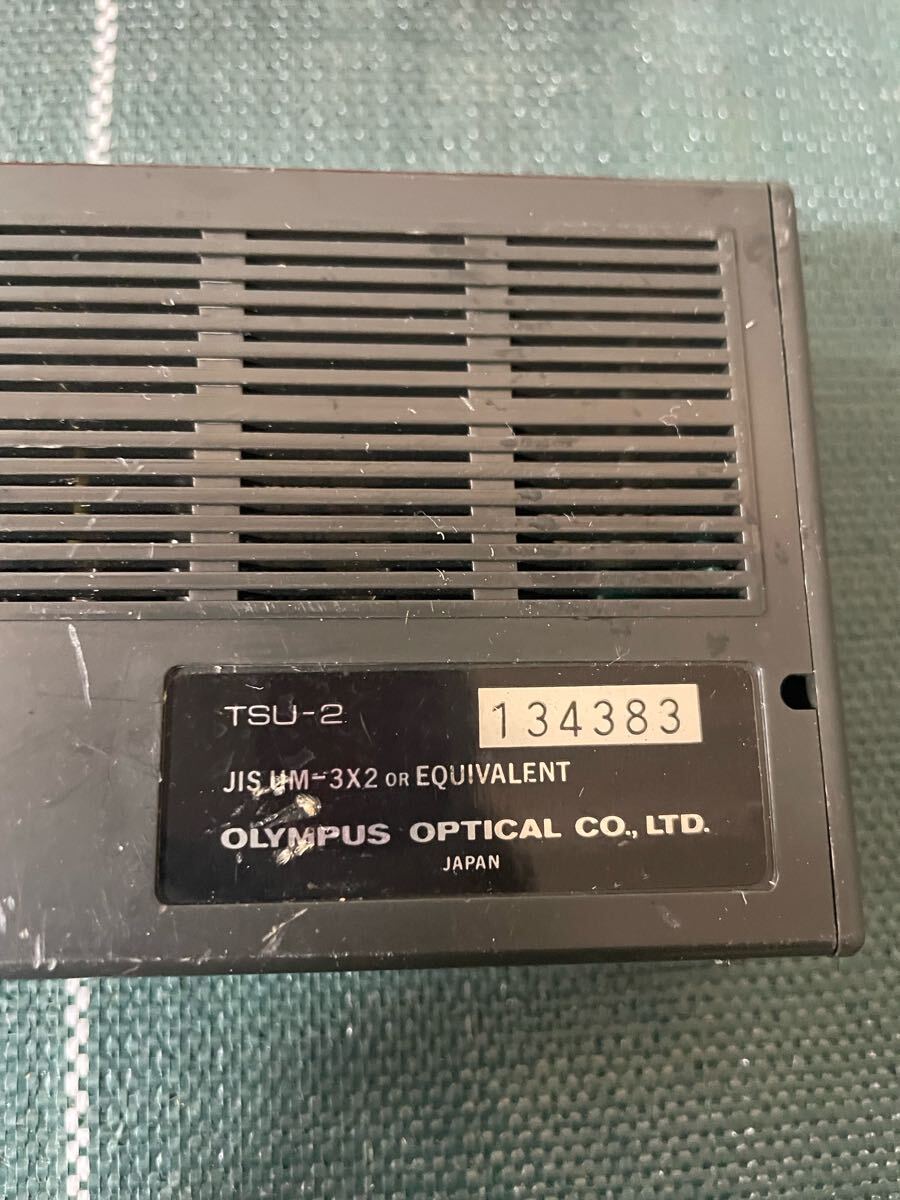 TSU-2 134383
JIS UM-3X2 OR EQUIVALENT
OLYMPUS OPTICAL CO., LTD.
JAPAN